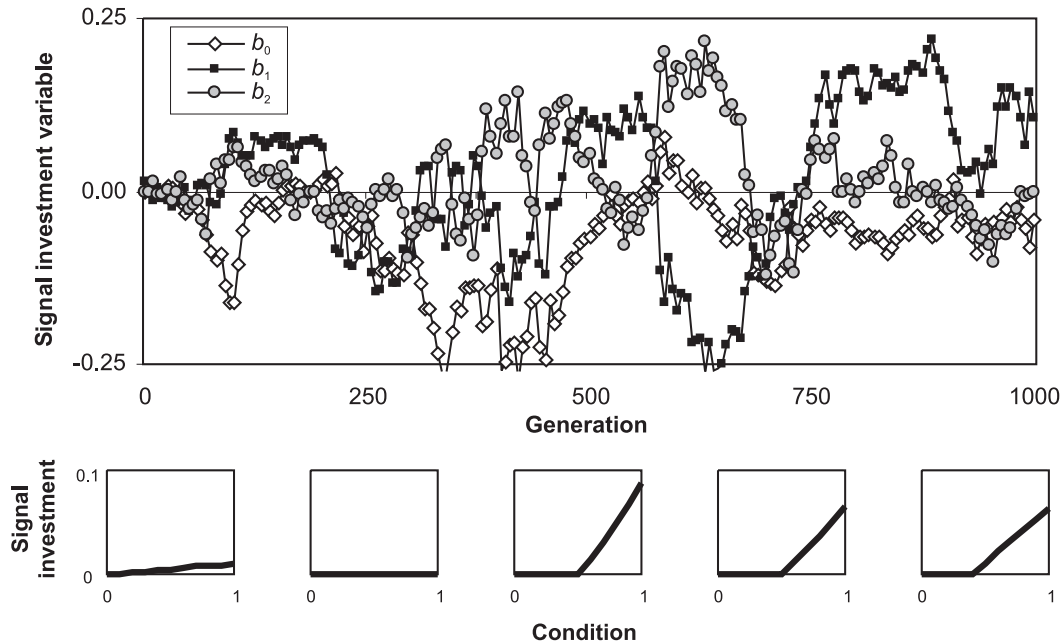 0.25
b0
b1
b2
0.00
-0.25
Signal investment variable
0 250 500 750 1000
Generation
Signal
investment
0.1
0
0 1 0 1 0 1 0 1 0 1
Condition